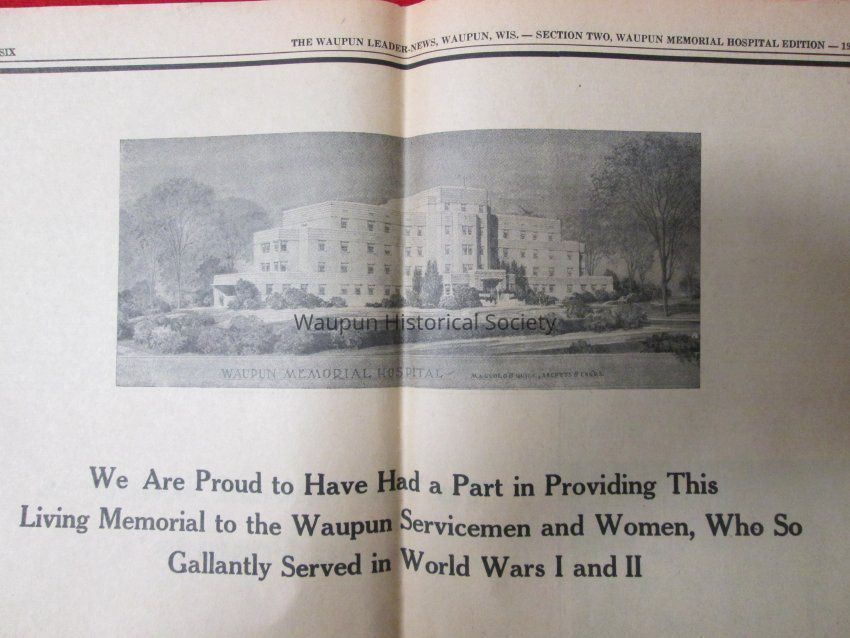 SIX
THE WAUPUN LEADER-NEWS, WAUPUN, WIS. — SECTION TWO, WAUPUN MEMORIAL HOSPITAL EDITION — 19
Waupun Historical Society
WAUPUN MEMORIAL HOSPITAL
We Are Proud to Have Had a Part in Providing This
Living Memorial to the Waupun Servicemen and Women, Who So
Gallantly Served in World Wars I and II